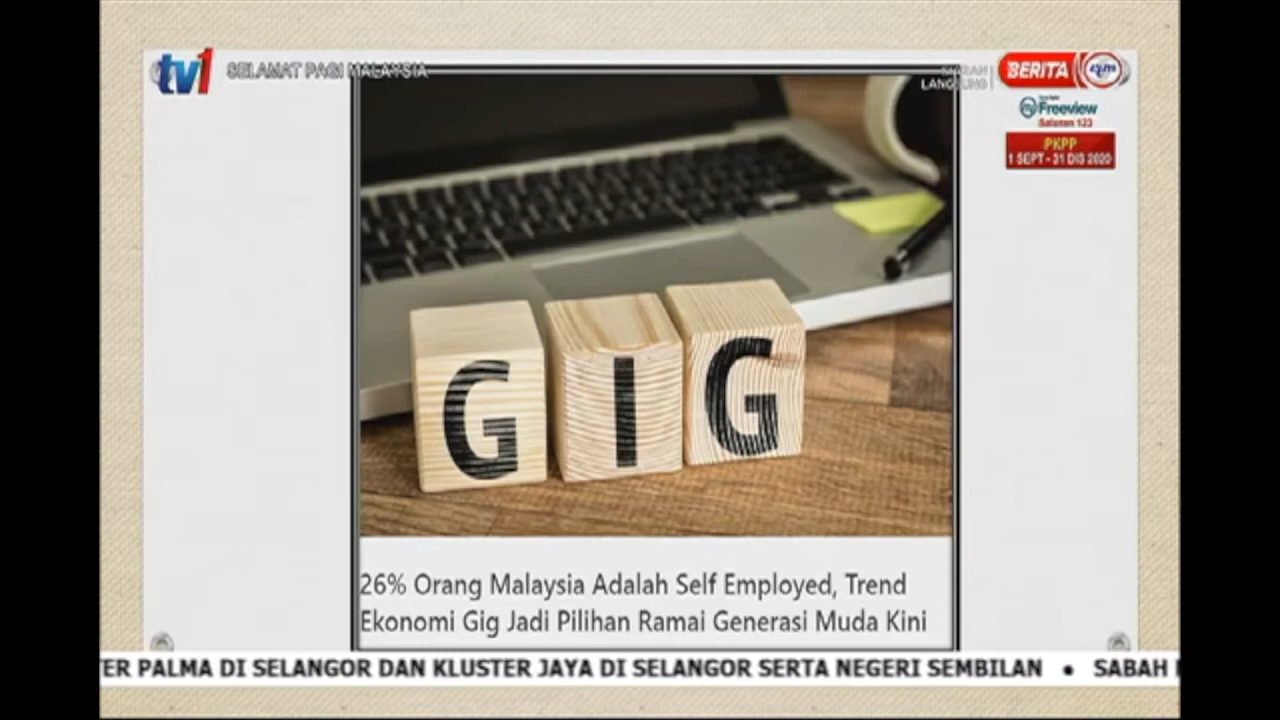 tv1 SELAMAT PAGI MALAYSIA
BERITA rtm
Freeview
Saluran 123
PKPP
1 SEPT - 31 DIS 2020
G I G
26% Orang Malaysia Adalah Self Employed, Trend
Ekonomi Gig Jadi Pilihan Ramai Generasi Muda Kini
TER PALMA DI SELANGOR DAN KLUSTER JAYA DI SELANGOR SERTA NEGERI SEMBILAN • SABAH